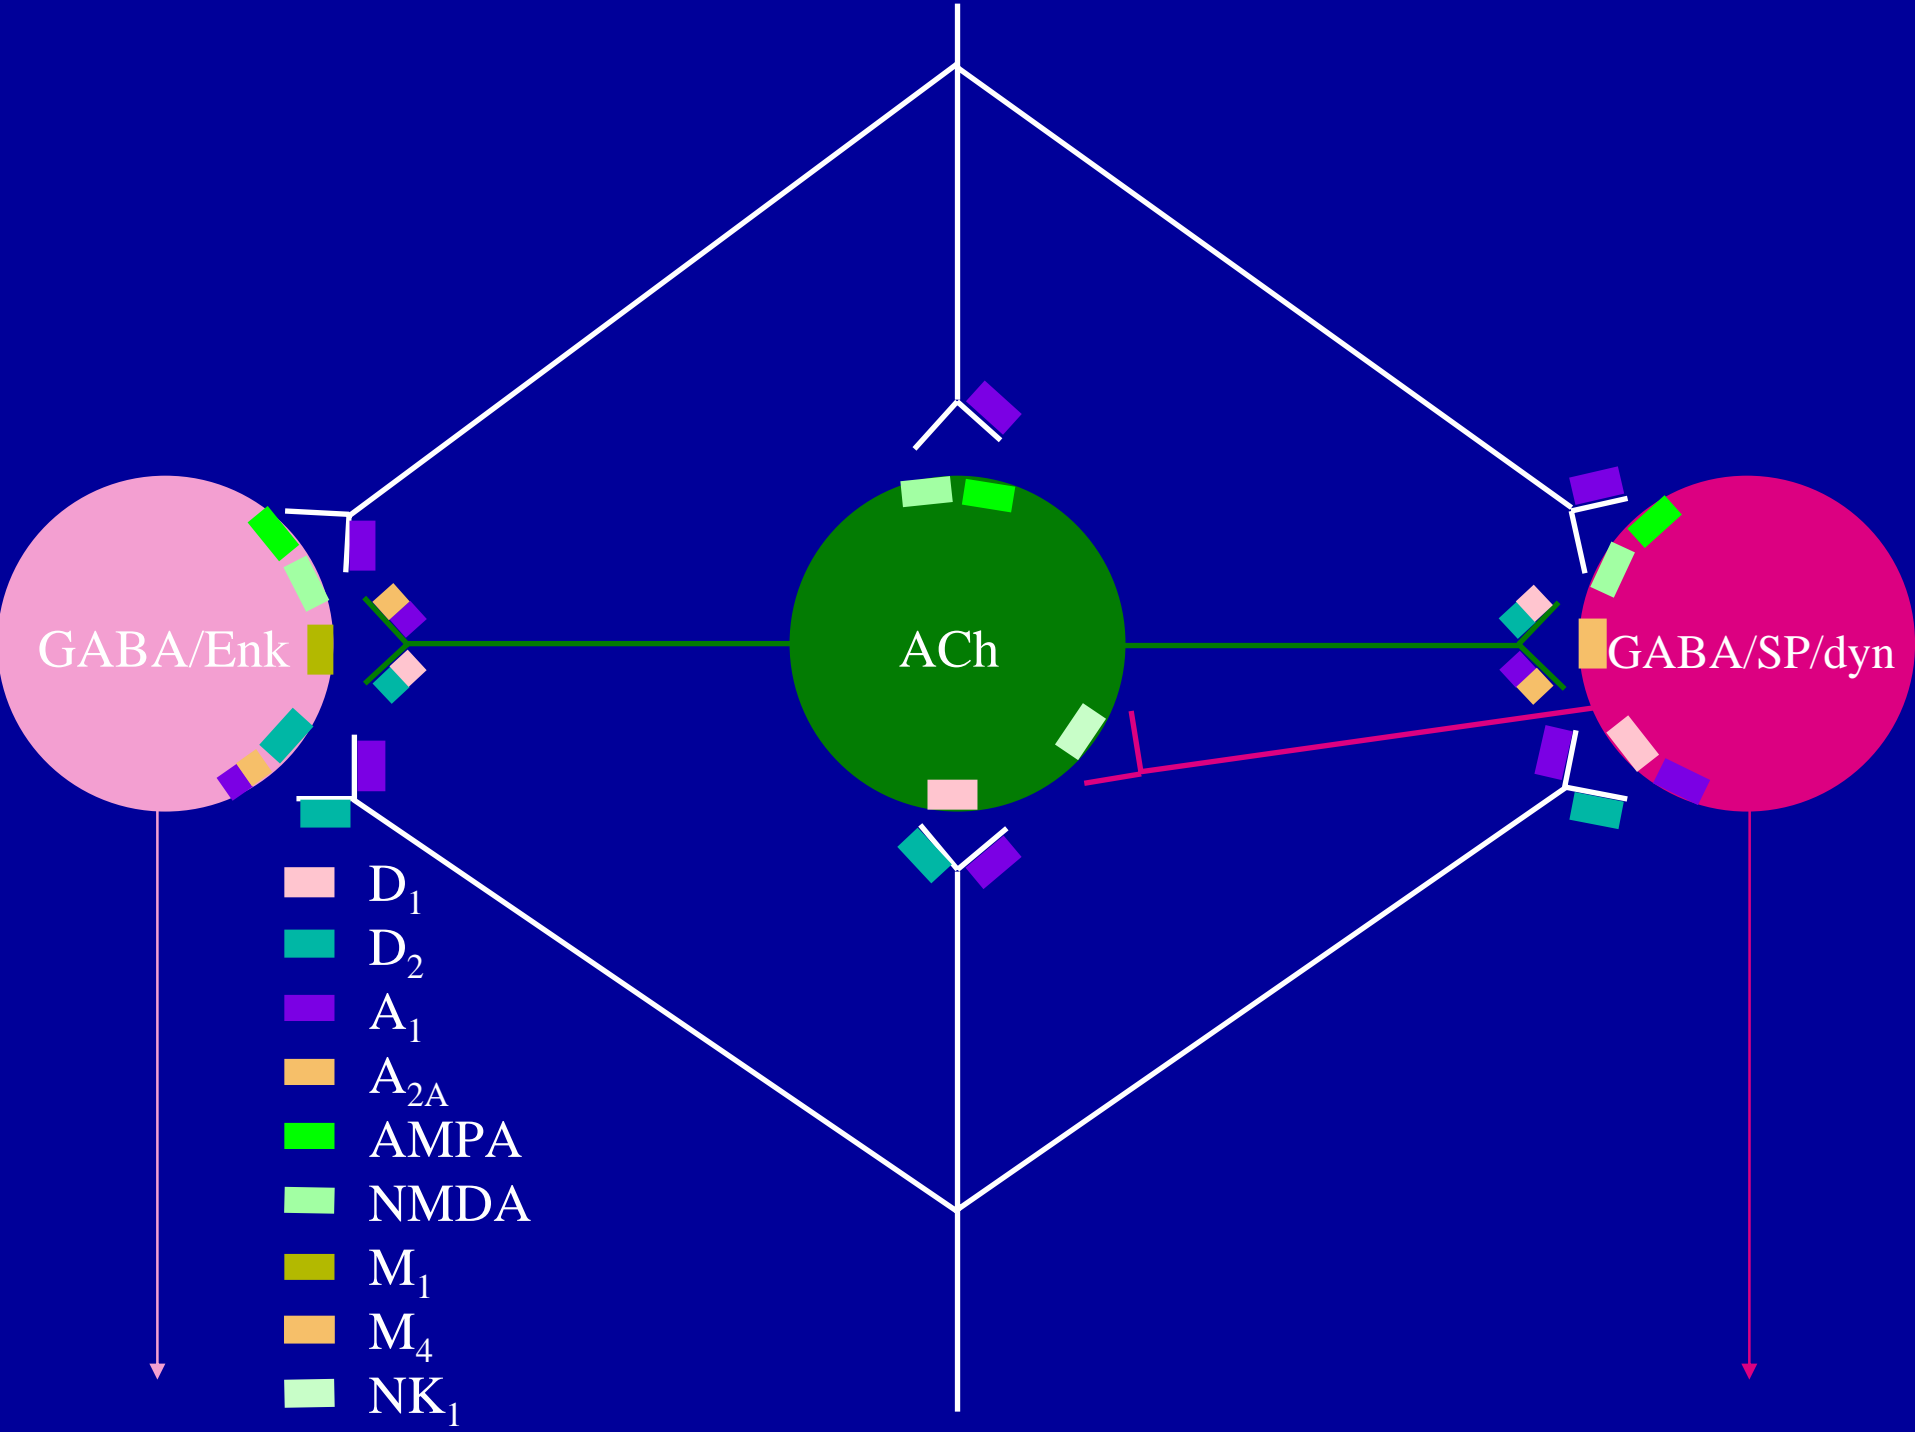 GABA/Enk
ACh
GABA/SP/dyn
D₁
D₂
A₁
A₂A
AMPA
NMDA
M₁
M₄
NK₁